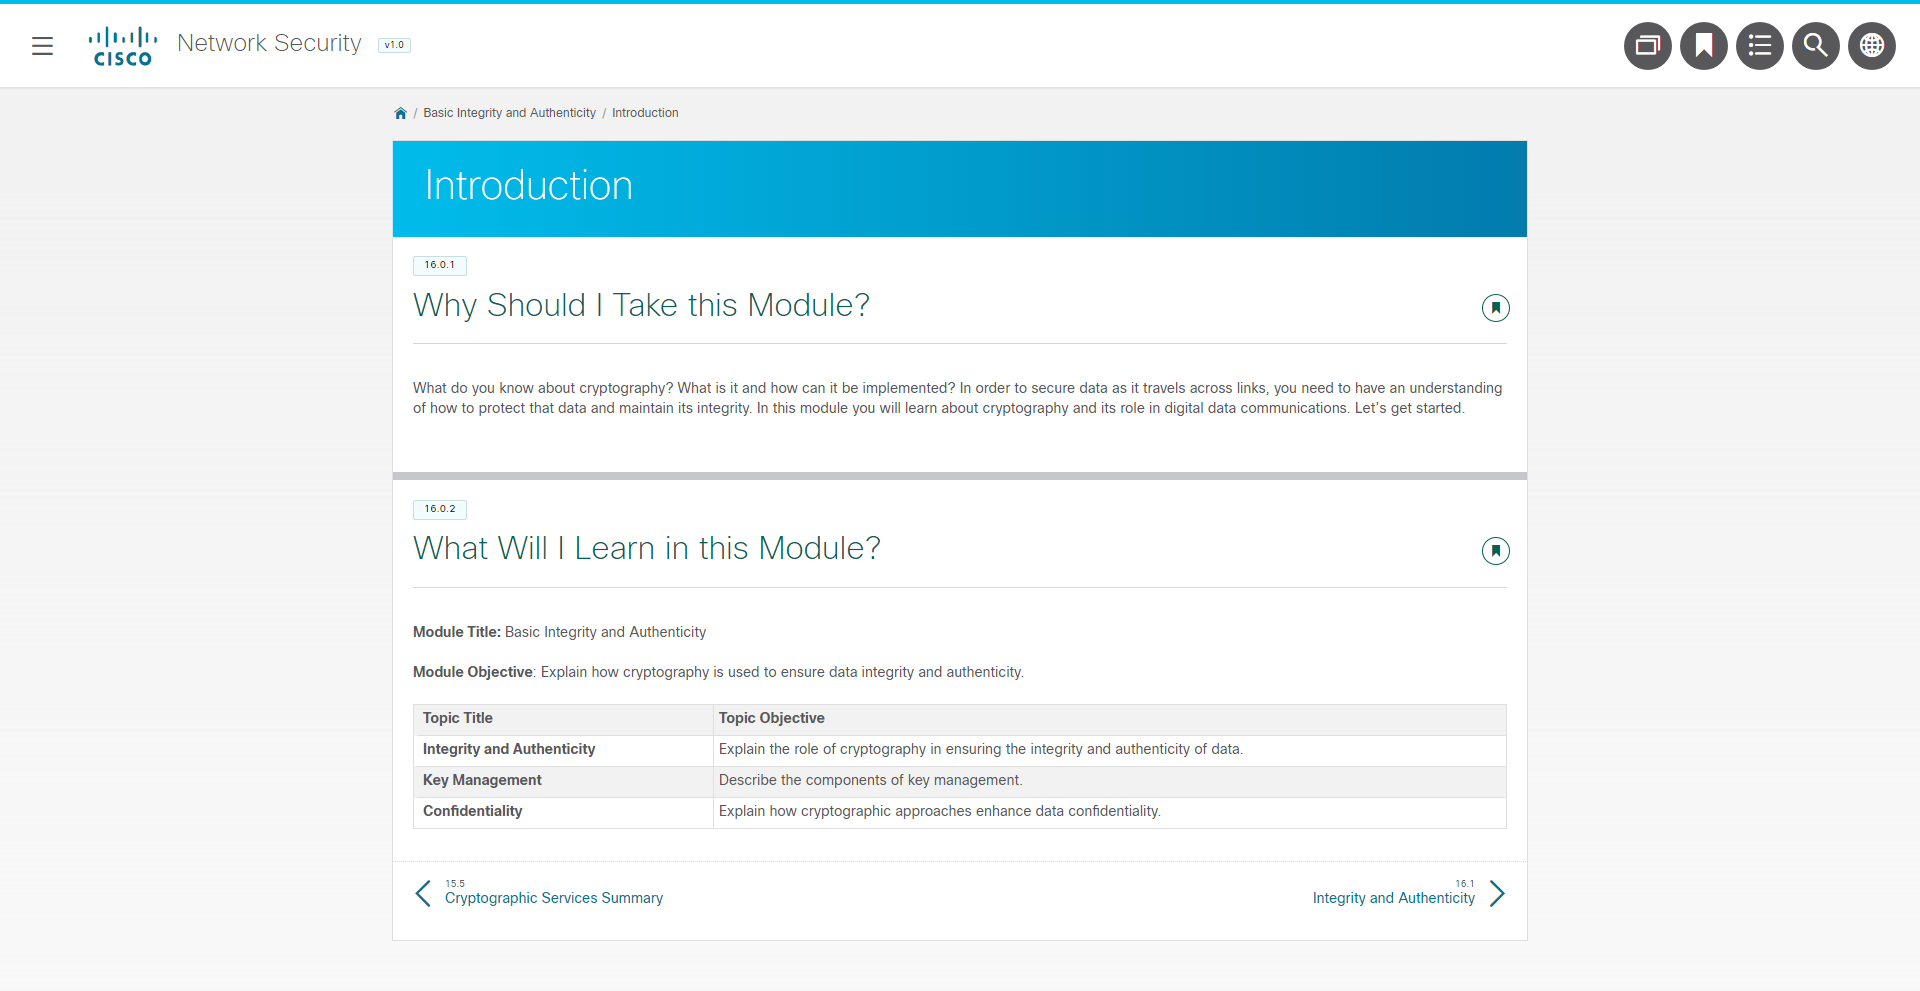 CISCO
Network Security
v1.0
/ Basic Integrity and Authenticity / Introduction
Introduction
16.0.1
Why Should I Take this Module?
What do you know about cryptography? What is it and how can it be implemented? In order to secure data as it travels across links, you need to have an understanding
of how to protect that data and maintain its integrity. In this module you will learn about cryptography and its role in digital data communications. Let's get started.
16.0.2
What Will I Learn in this Module?
Module Title: Basic Integrity and Authenticity
Module Objective: Explain how cryptography is used to ensure data integrity and authenticity.
Topic Title Topic Objective
Integrity and Authenticity Explain the role of cryptography in ensuring the integrity and authenticity of data.
Key Management Describe the components of key management.
Confidentiality Explain how cryptographic approaches enhance data confidentiality.
15.5
Cryptographic Services Summary
16.1
Integrity and Authenticity